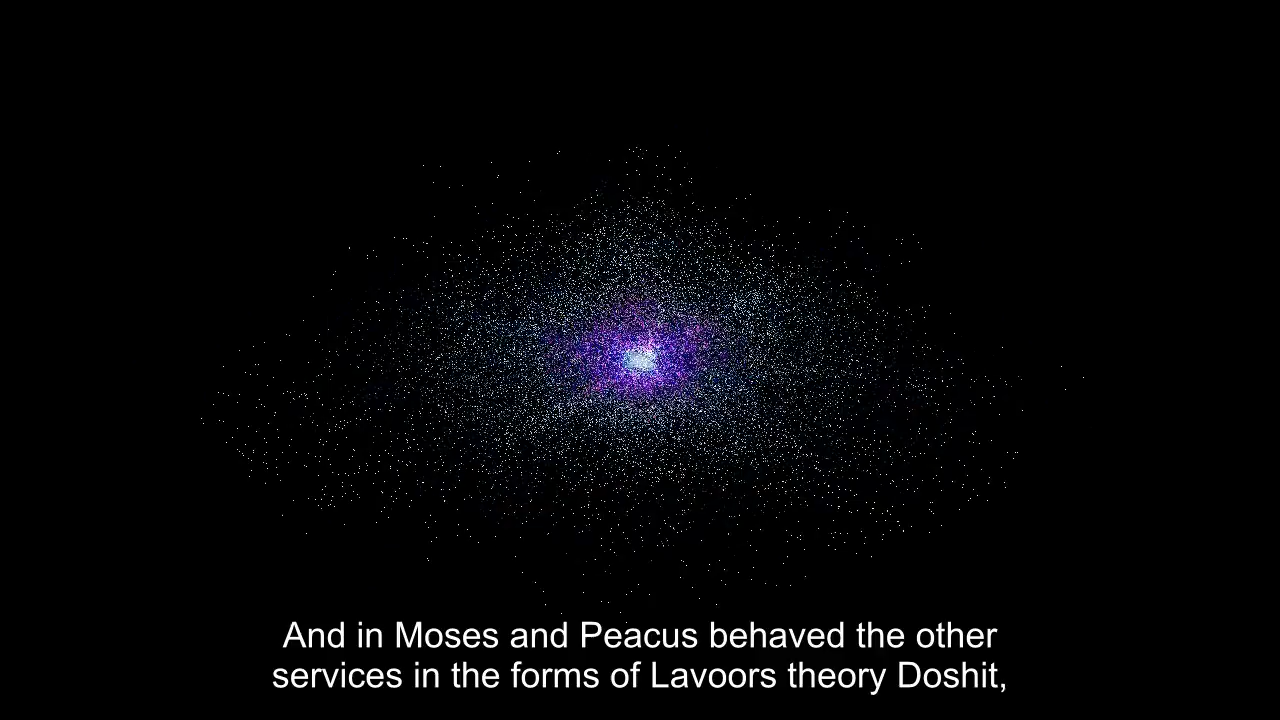 And in Moses and Peacus behaved the other
services in the forms of Lavoors theory Doshit,